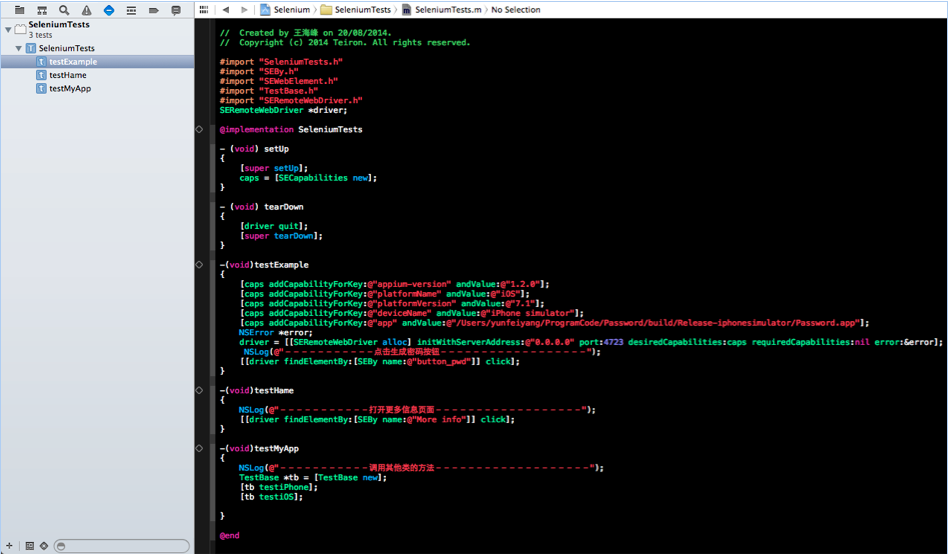 Selenium
SeleniumTests
SeleniumTests.m
No Selection
SeleniumTests
3 tests
SeleniumTests
testExample
testHame
testMyApp
//  Created by 王海峰 on 20/08/2014.
//  Copyright (c) 2014 Teiron. All rights reserved.
#import "SeleniumTests.h"
#import "SEBy.h"
#import "SEWebElement.h"
#import "TestBase.h"
#import "SERemoteWebDriver.h"
SERemoteWebDriver *driver;
@implementation SeleniumTests
- (void) setUp
{
[super setUp];
caps = [SECapabilities new];
}
- (void) tearDown
{
[driver quit];
[super tearDown];
}
-(void)testExample
{
[caps addCapabilityForKey:@"appium-version" andValue:@"1.2.0"];
[caps addCapabilityForKey:@"platformName" andValue:@"iOS"];
[caps addCapabilityForKey:@"platformVersion" andValue:@"7.1"];
[caps addCapabilityForKey:@"deviceName" andValue:@"iPhone simulator"];
[caps addCapabilityForKey:@"app" andValue:@"/Users/yunfeiyang/ProgramCode/Password/build/Release-iphonesimulator/Password.app"];
NSError *error;
driver = [[SERemoteWebDriver alloc] initWithServerAddress:@"0.0.0.0" port:4723 desiredCapabilities:caps requiredCapabilities:nil error:&error];
NSLog(@"------------点击生成密码按钮--------------------");
[[driver findElementBy:[SEBy name:@"button_pwd"]] click];
}
-(void)testHame
{
NSLog(@"------------打开更多信息页面--------------------");
[[driver findElementBy:[SEBy name:@"More info"]] click];
}
-(void)testMyApp
{
NSLog(@"------------调用其他类的方法---------------------");
TestBase *tb = [TestBase new];
[tb testiPhone];
[tb testiOS];
}
@end